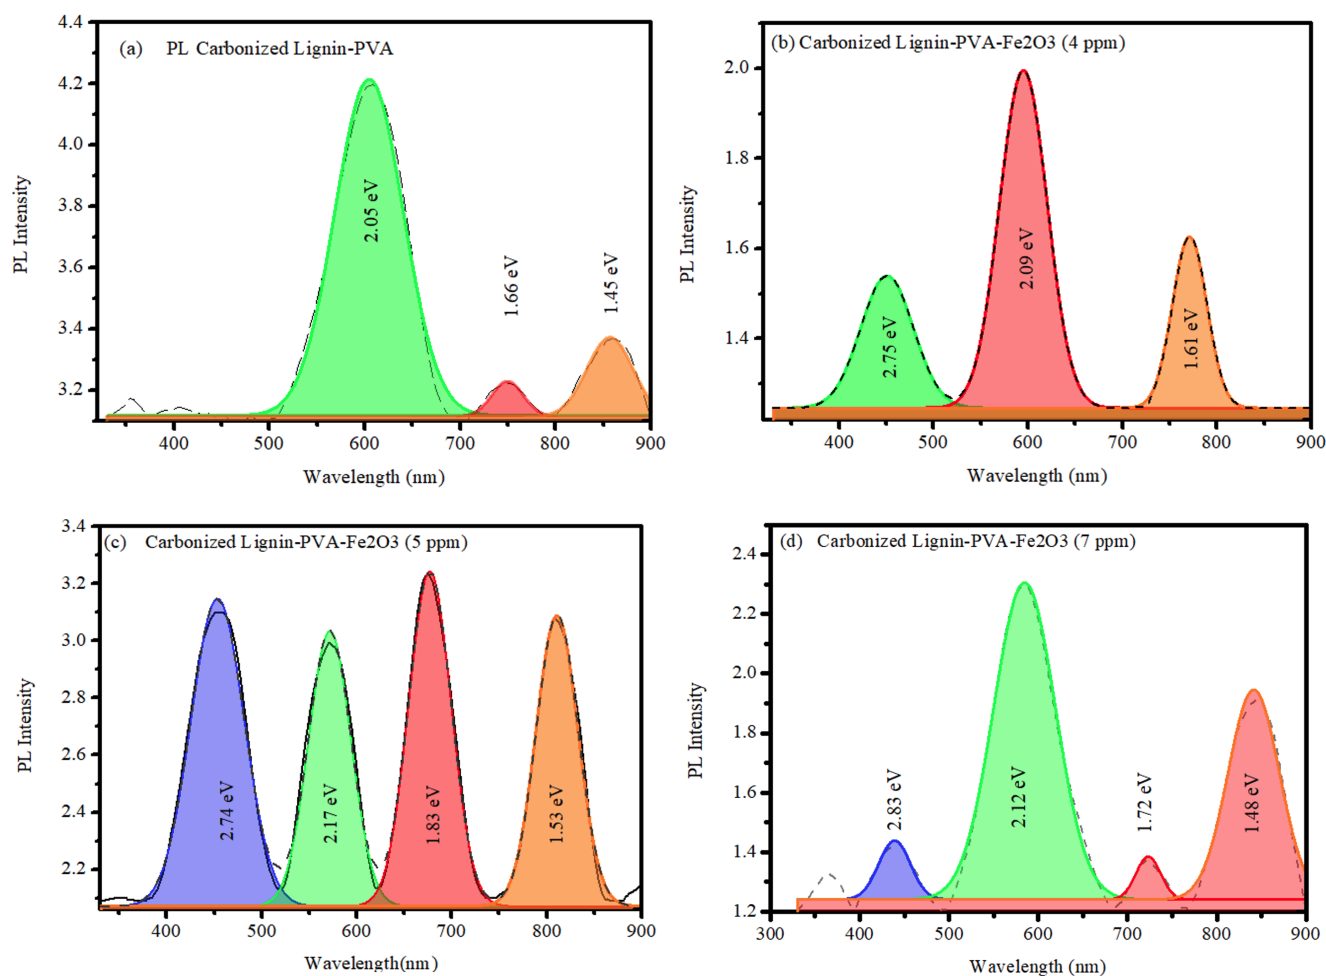 (a) PL Carbonized Lignin-PVA
4.4
4.2
4.0
3.8
3.6
3.4
3.2
PL Intensity
2.05 eV
1.66 eV
1.45 eV
400 500 600 700 800 900
Wavelength (nm)
(b) Carbonized Lignin-PVA-Fe2O3 (4 ppm)
2.0
1.8
1.6
1.4
PL Intensity
2.75 eV
2.09 eV
1.61 eV
400 500 600 700 800 900
Wavelength (nm)
(c) Carbonized Lignin-PVA-Fe2O3 (5 ppm)
3.4
3.2
3.0
2.8
2.6
2.4
2.2
PL Intensity
2.74 eV
2.17 eV
1.83 eV
1.53 eV
400 500 600 700 800 900
Wavelength(nm)
(d) Carbonized Lignin-PVA-Fe2O3 (7 ppm)
2.4
2.2
2.0
1.8
1.6
1.4
1.2
PL Intensity
2.83 eV
2.12 eV
1.72 eV
1.48 eV
300 400 500 600 700 800 900
Wavelength (nm)